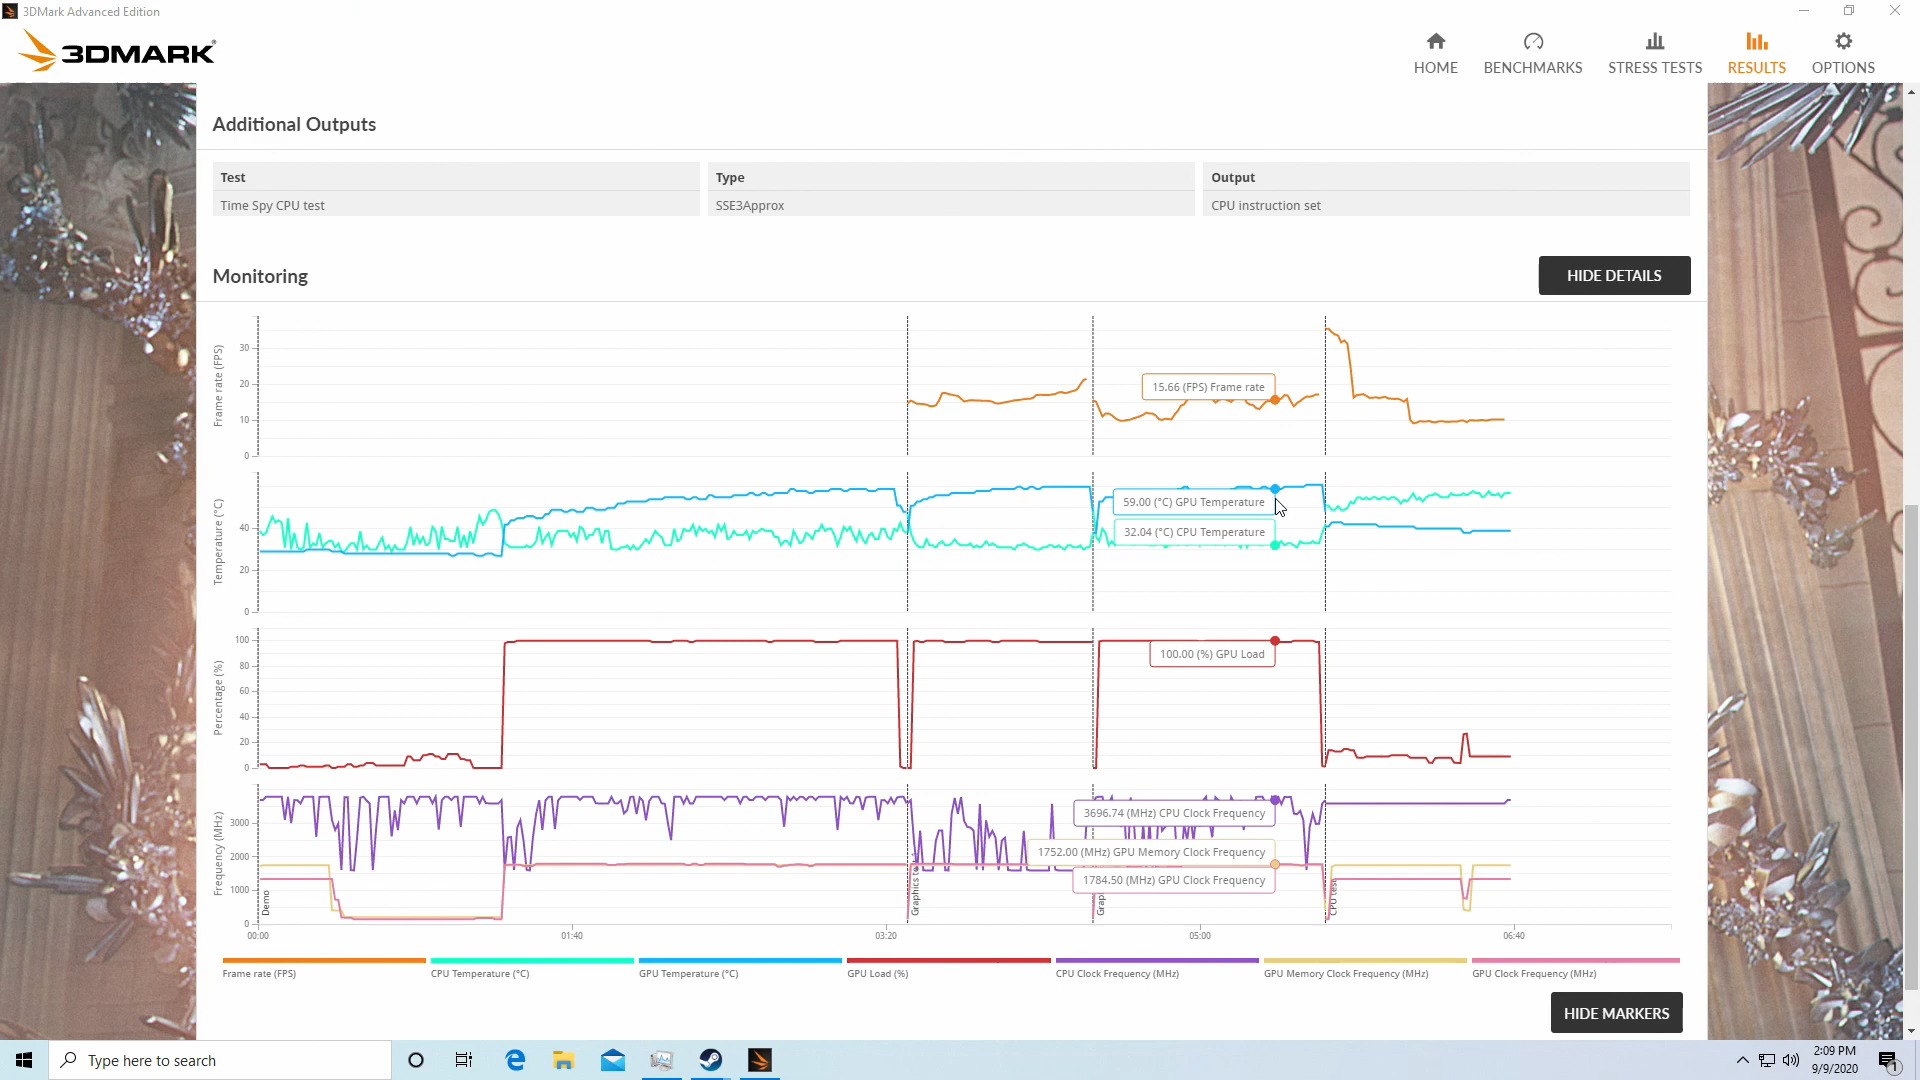 3DMark Advanced Edition
3DMARK
HOME
BENCHMARKS
STRESS TESTS
RESULTS
OPTIONS
Additional Outputs
Test
Type
Output
Time Spy CPU test
SSE3Approx
CPU instruction set
Monitoring
HIDE DETAILS
Frame rate (FPS)
30
20
10
0
15.66 (FPS) Frame rate
Temperature (°C)
40
20
0
59.00 (°C) GPU Temperature
32.04 (°C) CPU Temperature
Percentage (%)
100
80
60
40
20
0
100.00 (%) GPU Load
Frequency (MHz)
3000
2000
1000
0
3696.74 (MHz) CPU Clock Frequency
1752.00 (MHz) GPU Memory Clock Frequency
1784.50 (MHz) GPU Clock Frequency
Demo
Graphics
Grap
CPU test
00:00
01:40
03:20
05:00
06:40
Frame rate (FPS)
CPU Temperature (°C)
GPU Temperature (°C)
GPU Load (%)
CPU Clock Frequency (MHz)
GPU Memory Clock Frequency (MHz)
GPU Clock Frequency (MHz)
HIDE MARKERS
Type here to search
2:09 PM
9/9/2020
1